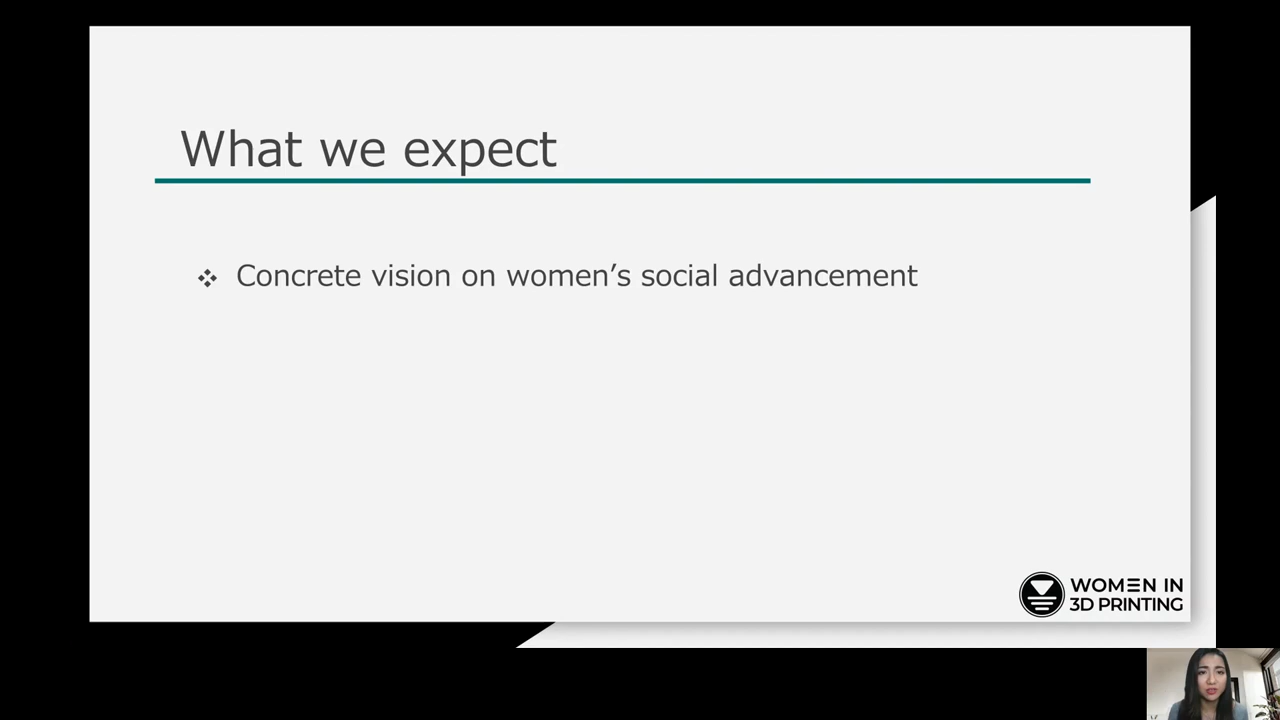 What we expect
❖ Concrete vision on women’s social advancement
WOMEN IN
3D PRINTING